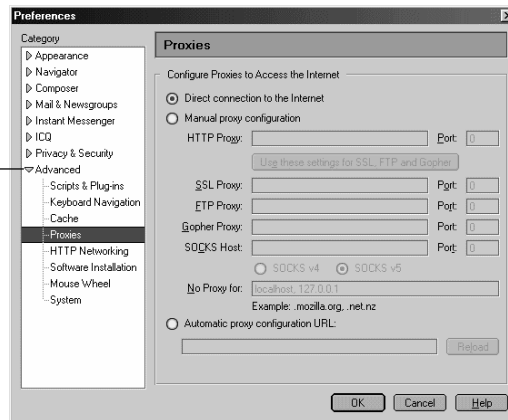 Preferences
Category
Appearance
Navigator
Composer
Mail & Newsgroups
Instant Messenger
ICQ
Privacy & Security
Advanced
Scripts & Plug-ins
Keyboard Navigation
Cache
Proxies
HTTP Networking
Software Installation
Mouse Wheel
System
Proxies
Configure Proxies to Access the Internet
Direct connection to the Internet
Manual proxy configuration
HTTP Proxy: Port: 0
Use these settings for SSL, FTP and Gopher
SSL Proxy: Port: 0
FTP Proxy: Port: 0
Gopher Proxy: Port: 0
SOCKS Host: Port: 0
SOCKS v4 SOCKS v5
No Proxy for: localhost, 127.0.0.1
Example: .mozilla.org, .net.nz
Automatic proxy configuration URL:
Reload
OK Cancel Help